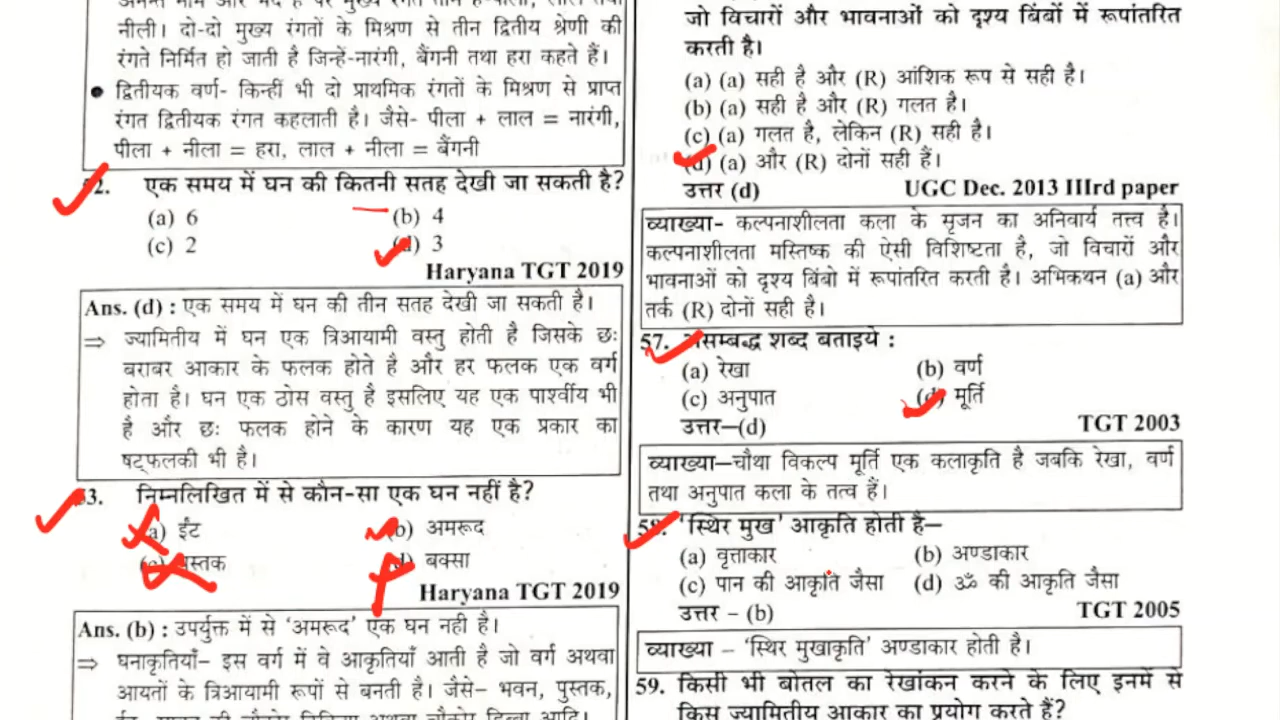 नीली। दो-दो मुख्य रंगतों के मिश्रण से तीन द्वितीय श्रेणी की
रंगते निर्मित हो जाती है जिन्हें-नारंगी, बैंगनी तथा हरा कहते हैं।
● द्वितीयक वर्ण- किन्हीं भी दो प्राथमिक रंगतों के मिश्रण से प्राप्त
रंगत द्वितीयक रंगत कहलाती है। जैसे- पीला + लाल = नारंगी,
पीला + नीला = हरा, लाल + नीला = बैंगनी
52. एक समय में घन की कितनी सतह देखी जा सकती है?
(a) 6 (b) 4
(c) 2 (d) 3
Haryana TGT 2019
Ans. (d) : एक समय में घन की तीन सतह देखी जा सकती है।
⇒ ज्यामितीय में घन एक त्रिआयामी वस्तु होती है जिसके छः
बराबर आकार के फलक होते है और हर फलक एक वर्ग
होता है। घन एक ठोस वस्तु है इसलिए यह एक पार्श्वीय भी
है और छः फलक होने के कारण यह एक प्रकार का
षट्फलकी भी है।
53. निम्नलिखित में से कौन-सा एक घन नहीं है?
(a) ईंट (b) अमरूद
(c) पुस्तक (d) बक्सा
Haryana TGT 2019
Ans. (b) : उपर्युक्त में से ‘अमरूद’ एक घन नही है।
⇒ घनाकृतियाँ- इस वर्ग में वे आकृतियाँ आती है जो वर्ग अथवा
आयतों के त्रिआयामी रूपों से बनती है। जैसे- भवन, पुस्तक,
जो विचारों और भावनाओं को दृश्य बिंबों में रूपांतरित
करती है।
(a) (a) सही है और (R) आंशिक रूप से सही है।
(b) (a) सही है और (R) गलत है।
(c) (a) गलत है, लेकिन (R) सही है।
(d) (a) और (R) दोनों सही हैं।
उत्तर (d) UGC Dec. 2013 IIIrd paper
व्याख्या- कल्पनाशीलता कला के सृजन का अनिवार्य तत्त्व है।
कल्पनाशीलता मस्तिष्क की ऐसी विशिष्टता है, जो विचारों और
भावनाओं को दृश्य बिंबो में रूपांतरित करती है। अभिकथन (a) और
तर्क (R) दोनों सही है।
57. असम्बद्ध शब्द बताइये :
(a) रेखा (b) वर्ण
(c) अनुपात (d) मूर्ति
उत्तर–(d) TGT 2003
व्याख्या–चौथा विकल्प मूर्ति एक कलाकृति है जबकि रेखा, वर्ण
तथा अनुपात कला के तत्व हैं।
58. ‘स्थिर मुख’ आकृति होती है–
(a) वृत्ताकार (b) अण्डाकार
(c) पान की आकृति जैसा (d) ॐ की आकृति जैसा
उत्तर – (b) TGT 2005
व्याख्या – ‘स्थिर मुखाकृति’ अण्डाकार होती है।
59. किसी भी बोतल का रेखांकन करने के लिए इनमें से
किस ज्यामितीय आकार का प्रयोग करते हैं?